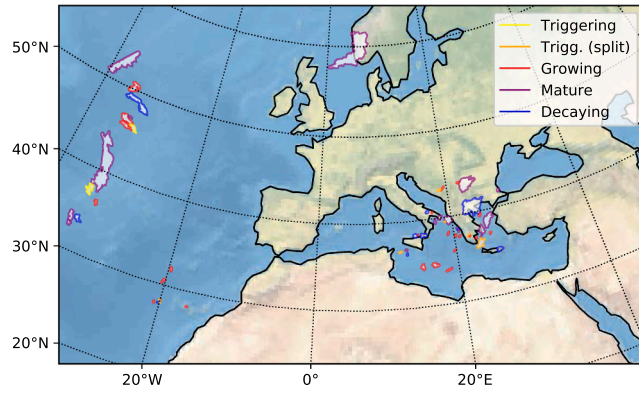 50°N
40°N
30°N
20°N
20°W
0°
20°E
Triggering
Trigg. (split)
Growing
Mature
Decaying